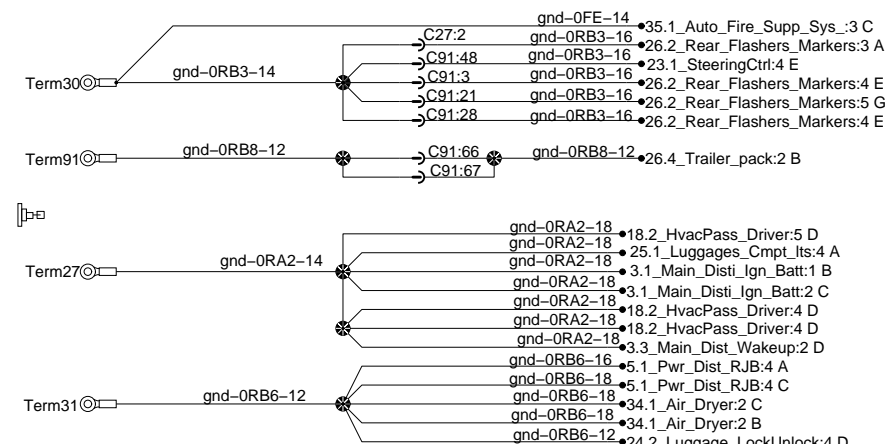 gnd-0FE-14
35.1_Auto_Fire_Supp_Sys_:3 C
C27:2 gnd-0RB3-16 26.2_Rear_Flashers_Markers:3 A
C91:48 gnd-0RB3-16 23.1_SteeringCtrl:4 E
Term30 gnd-0RB3-14 C91:3 gnd-0RB3-16 26.2_Rear_Flashers_Markers:4 E
C91:21 gnd-0RB3-16 26.2_Rear_Flashers_Markers:5 G
C91:28 gnd-0RB3-16 26.2_Rear_Flashers_Markers:4 E
Term91 gnd-0RB8-12 C91:66 gnd-0RB8-12 26.4_Trailer_pack:2 B
C91:67
gnd-0RA2-18 18.2_HvacPass_Driver:5 D
gnd-0RA2-18 25.1_Luggages_Cmpt_lts:4 A
Term27 gnd-0RA2-14 gnd-0RA2-18 3.1_Main_Disti_Ign_Batt:1 B
gnd-0RA2-18 3.1_Main_Disti_Ign_Batt:2 C
gnd-0RA2-18 18.2_HvacPass_Driver:4 D
gnd-0RA2-18 18.2_HvacPass_Driver:4 D
gnd-0RA2-18 3.3_Main_Dist_Wakeup:2 D
gnd-0RB6-16 5.1_Pwr_Dist_RJB:4 A
gnd-0RB6-18 5.1_Pwr_Dist_RJB:4 C
Term31 gnd-0RB6-12 gnd-0RB6-18 34.1_Air_Dryer:2 C
gnd-0RB6-18 34.1_Air_Dryer:2 B
gnd-0RB6-12 24.2_Luggage_LockUnlock:4 D